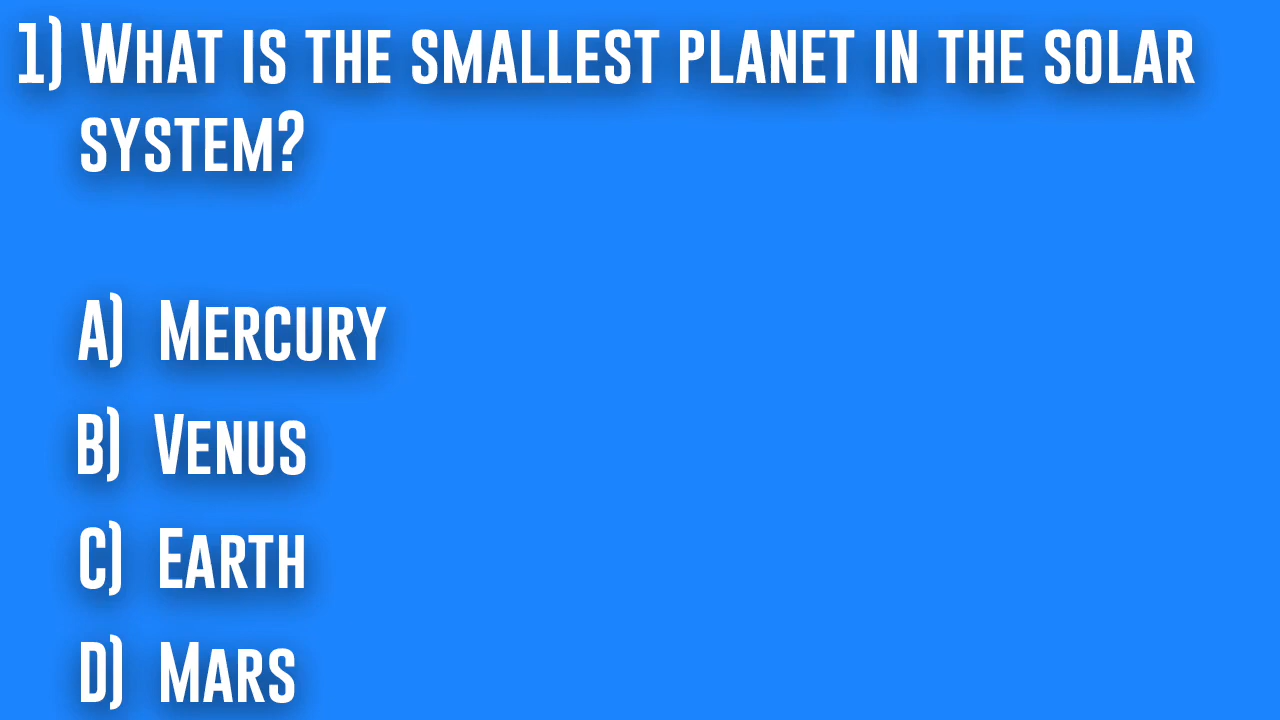 1) What is the smallest planet in the solar
system?
A) Mercury
B) Venus
C) Earth
D) Mars